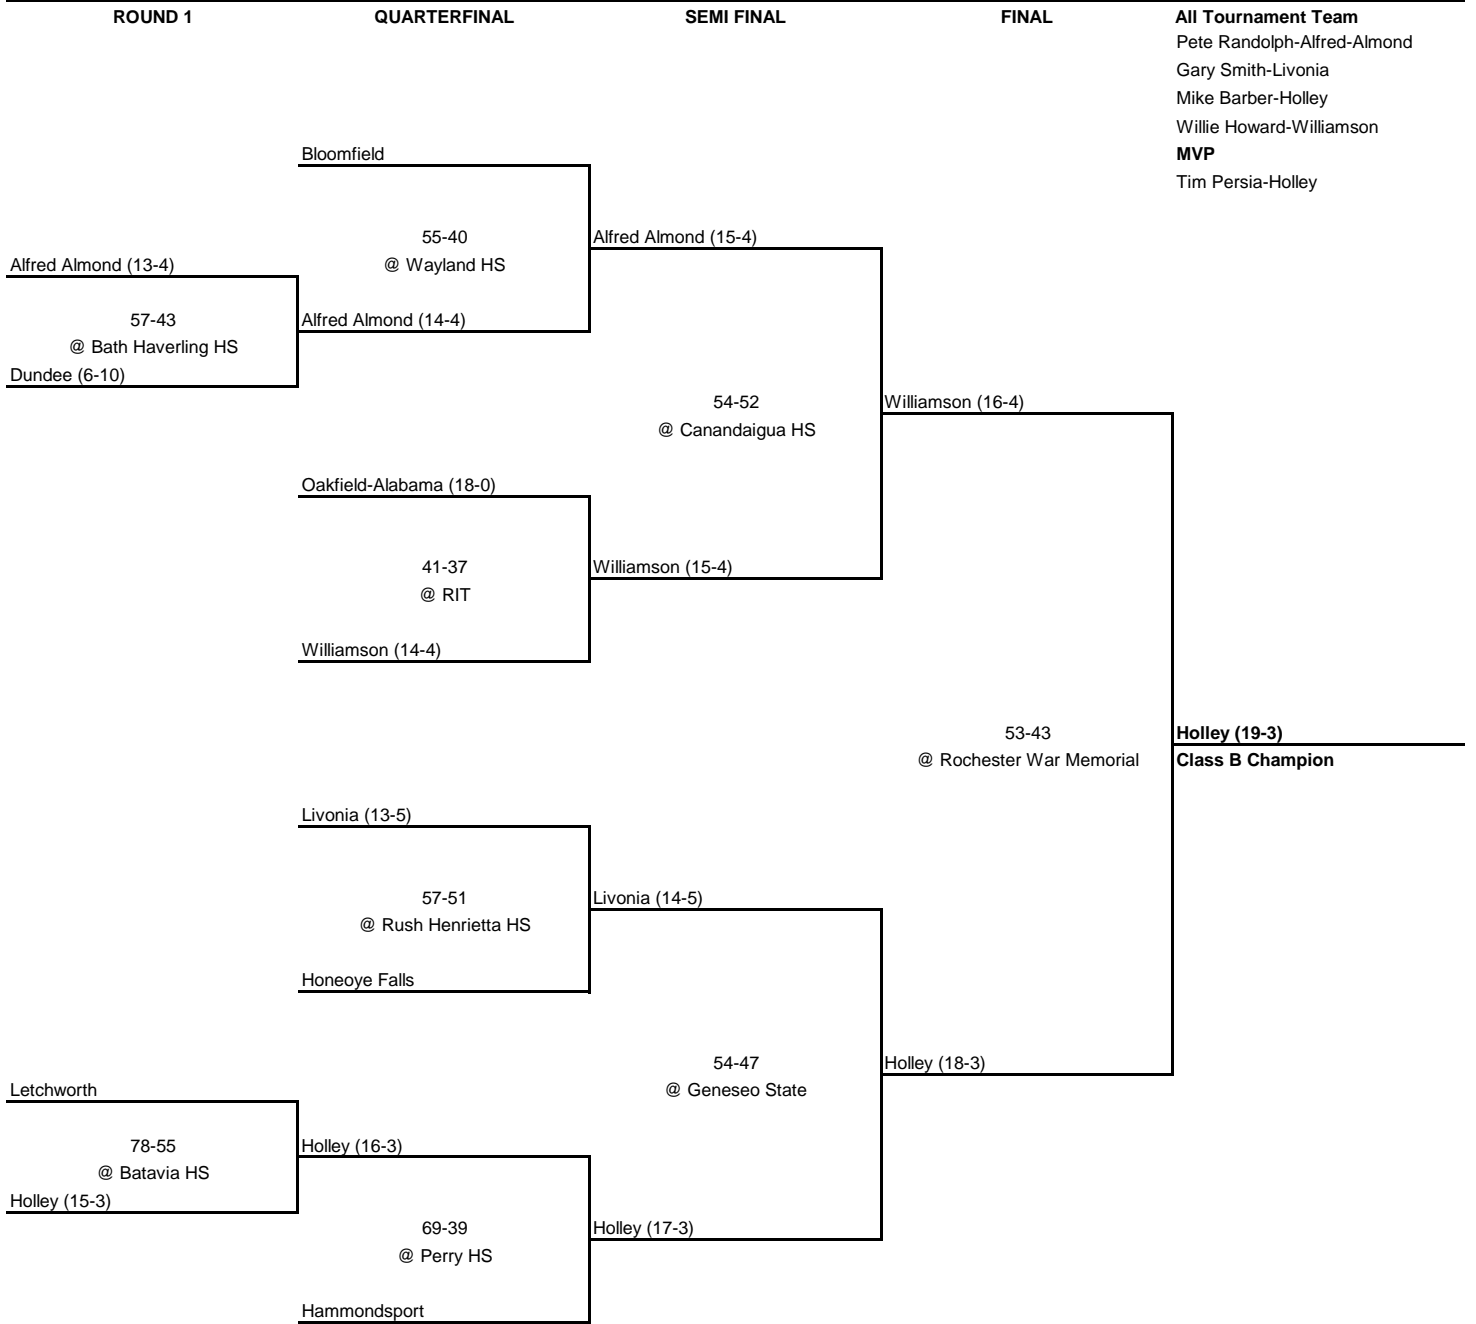 ROUND 1 QUARTERFINAL SEMI FINAL FINAL All Tournament Team
Pete Randolph-Alfred-Almond
Gary Smith-Livonia
Mike Barber-Holley
Willie Howard-Williamson
Bloomfield MVP
Tim Persia-Holley
55-40 Alfred Almond (15-4)
Alfred Almond (13-4) @ Wayland HS
57-43 Alfred Almond (14-4)
@ Bath Haverling HS
Dundee (6-10)
54-52 Williamson (16-4)
@ Canandaigua HS
Oakfield-Alabama (18-0)
41-37 Williamson (15-4)
@ RIT
Williamson (14-4)
53-43 Holley (19-3)
@ Rochester War Memorial Class B Champion
Livonia (13-5)
57-51 Livonia (14-5)
@ Rush Henrietta HS
Honeoye Falls
54-47 Holley (18-3)
Letchworth @ Geneseo State
78-55 Holley (16-3)
@ Batavia HS
Holley (15-3)
69-39 Holley (17-3)
@ Perry HS
Hammondsport